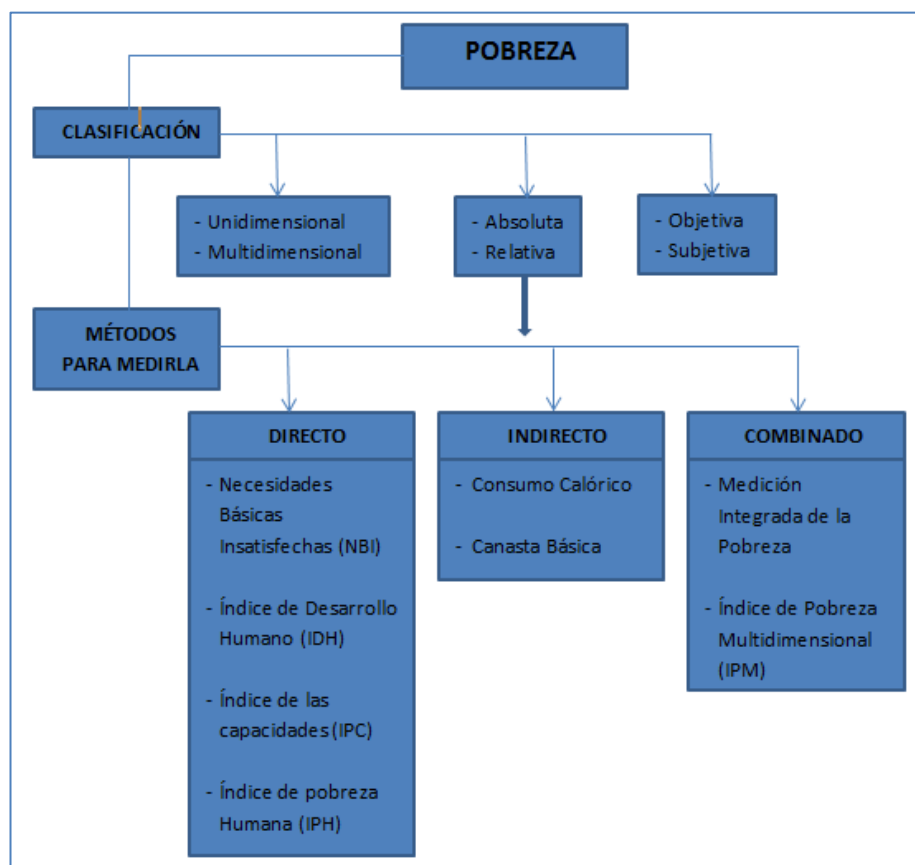 POBREZA
CLASIFICACIÓN
- Unidimensional
- Multidimensional
- Absoluta
- Relativa
- Objetiva
- Subjetiva
MÉTODOS
PARA MEDIRLA
DIRECTO
- Necesidades
Básicas
Insatisfechas (NBI)
- Índice de Desarrollo
Humano (IDH)
- Índice de las
capacidades (IPC)
- Índice de pobreza
Humana (IPH)
INDIRECTO
- Consumo Calórico
- Canasta Básica
COMBINADO
- Medición
Integrada de la
Pobreza
- Índice de Pobreza
Multidimensional
(IPM)